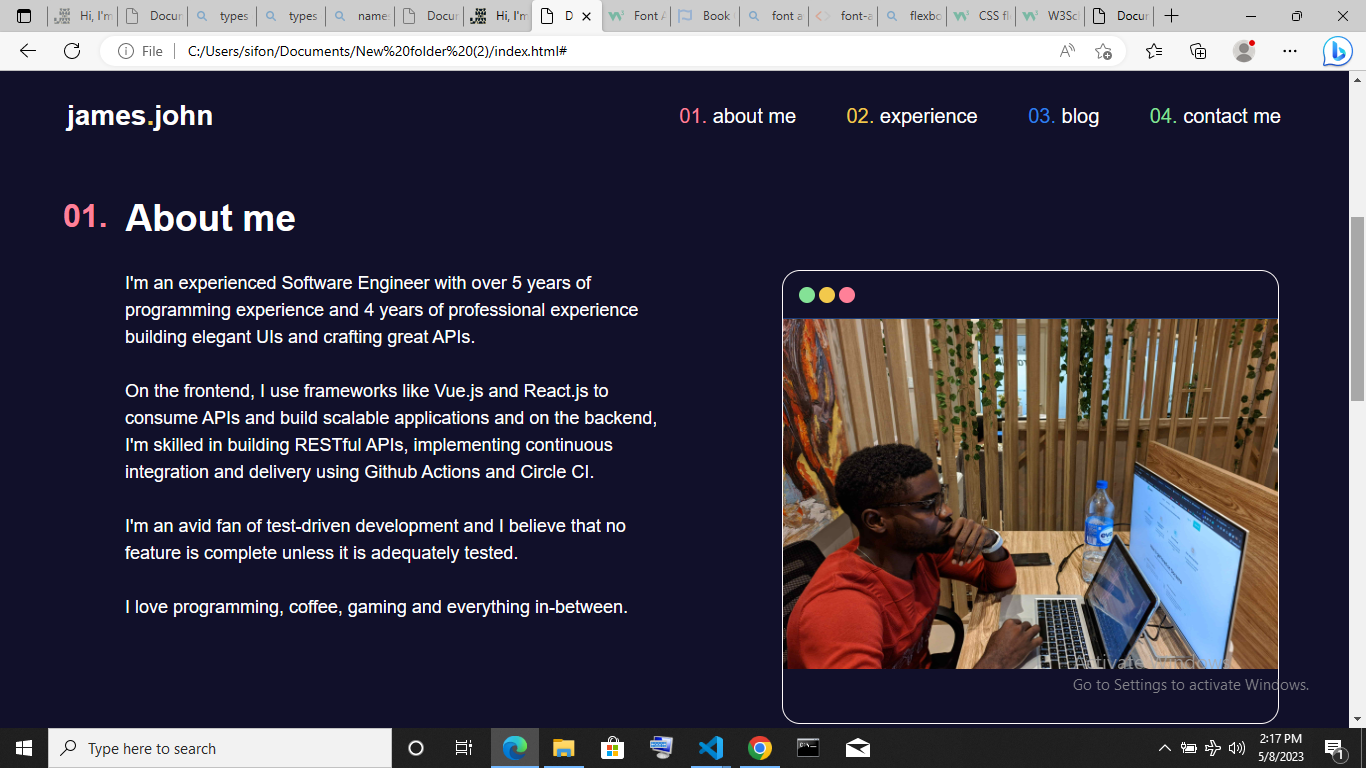 Hi, I'm
Docun
types
types
name:
Docun
Hi, I'm
D
Font A
Book
font a
font-a
flexbo
CSS fl
W3Sc
Docur
File
C:/Users/sifon/Documents/New%20folder%20(2)/index.html#
james.john
01. about me
02. experience
03. blog
04. contact me
01. About me
I'm an experienced Software Engineer with over 5 years of
programming experience and 4 years of professional experience
building elegant UIs and crafting great APIs.
On the frontend, I use frameworks like Vue.js and React.js to
consume APIs and build scalable applications and on the backend,
I'm skilled in building RESTful APIs, implementing continuous
integration and delivery using Github Actions and Circle CI.
I'm an avid fan of test-driven development and I believe that no
feature is complete unless it is adequately tested.
I love programming, coffee, gaming and everything in-between.
Activate Windows
Go to Settings to activate Windows.
Type here to search
2:17 PM
5/8/2023
1